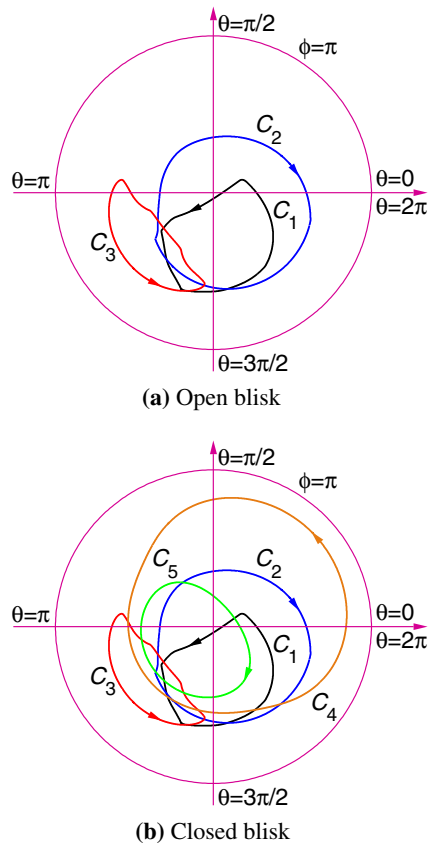 θ=π/2
ϕ=π
C2
θ=π
θ=0
θ=2π
C1
C3
θ=3π/2
(a) Open blisk
θ=π/2
ϕ=π
C5
C2
θ=π
θ=0
θ=2π
C1
C3
C4
θ=3π/2
(b) Closed blisk